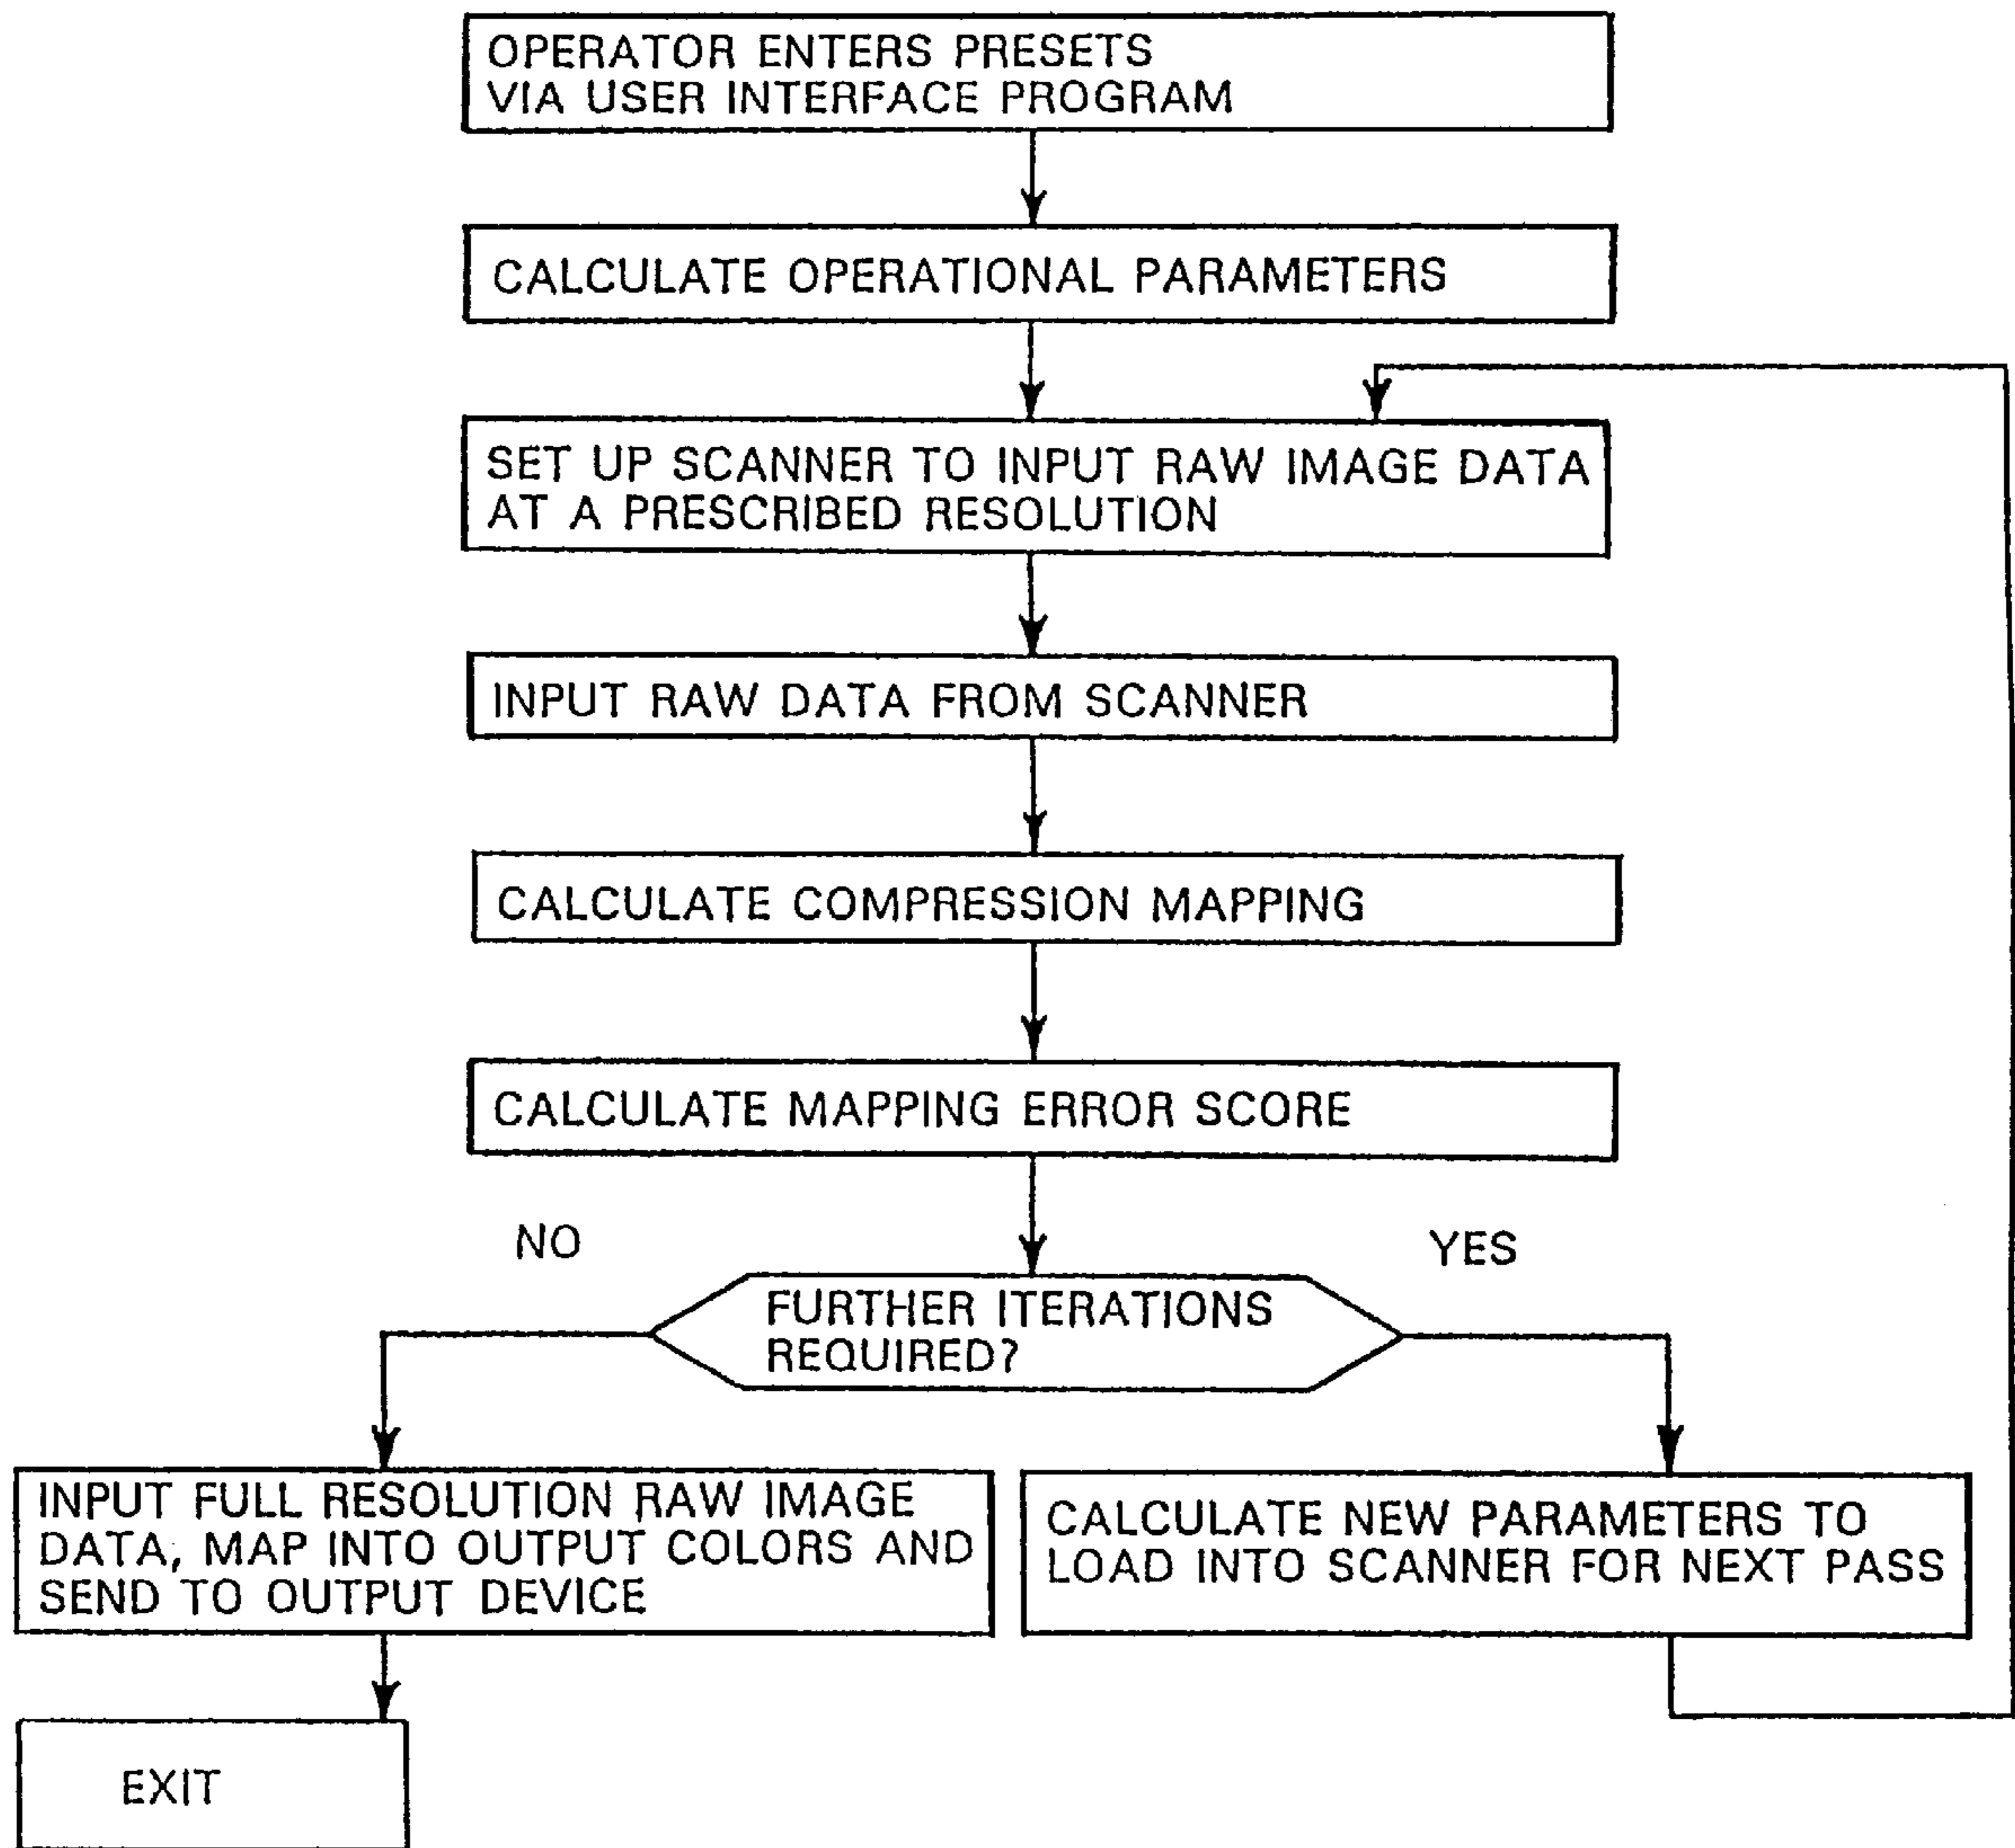 OPERATOR ENTERS PRESETS
VIA USER INTERFACE PROGRAM
CALCULATE OPERATIONAL PARAMETERS
SET UP SCANNER TO INPUT RAW IMAGE DATA
AT A PRESCRIBED RESOLUTION
INPUT RAW DATA FROM SCANNER
CALCULATE COMPRESSION MAPPING
CALCULATE MAPPING ERROR SCORE
NO
YES
FURTHER ITERATIONS
REQUIRED?
INPUT FULL RESOLUTION RAW IMAGE
DATA, MAP INTO OUTPUT COLORS AND
SEND TO OUTPUT DEVICE
CALCULATE NEW PARAMETERS TO
LOAD INTO SCANNER FOR NEXT PASS
EXIT